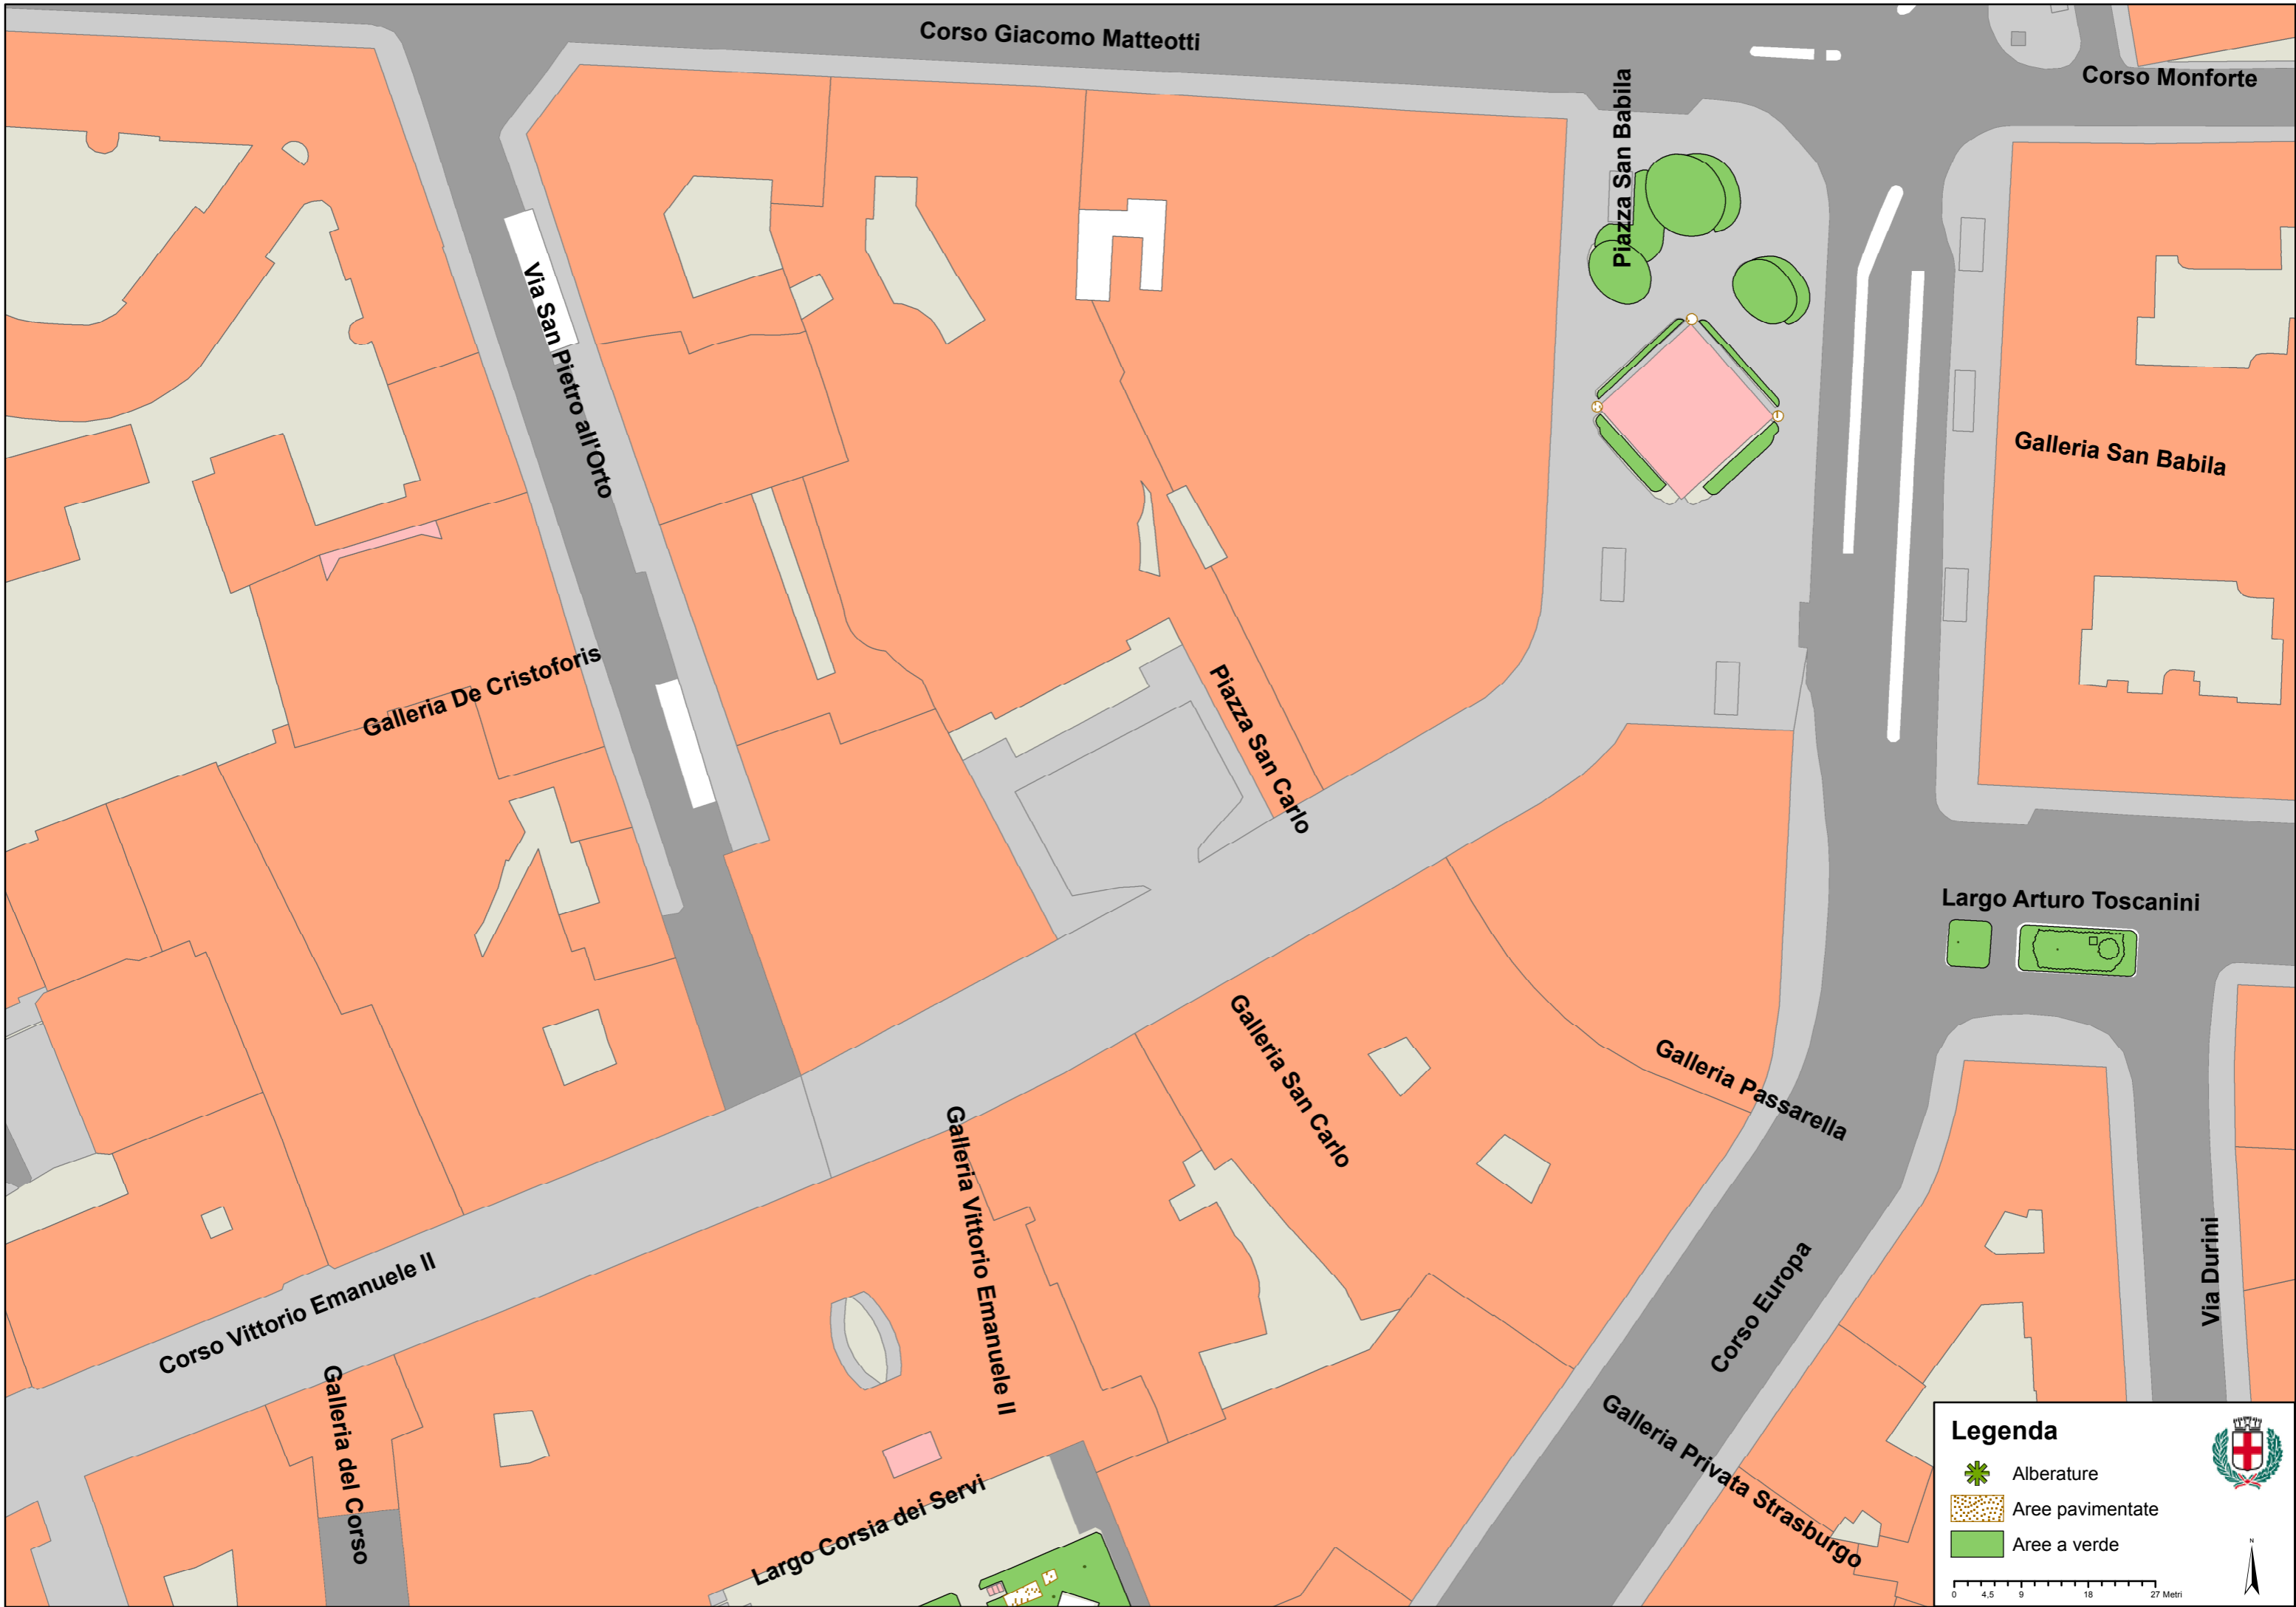 Corso Giacomo Matteotti
Corso Monforte
Piazza San Babila
Via San Pietro all'Orto
Galleria San Babila
Galleria De Cristoforis
Piazza San Carlo
Largo Arturo Toscanini
Galleria San Carlo
Galleria Passarella
Galleria Vittorio Emanuele II
Corso Vittorio Emanuele II
Corso Europa
Via Durini
Galleria del Corso
Galleria Privata Strasburgo
Largo Corsia dei Servi
Legenda
Alberature
Aree pavimentate
Aree a verde
N
0 4,5 9 18 27 Metri